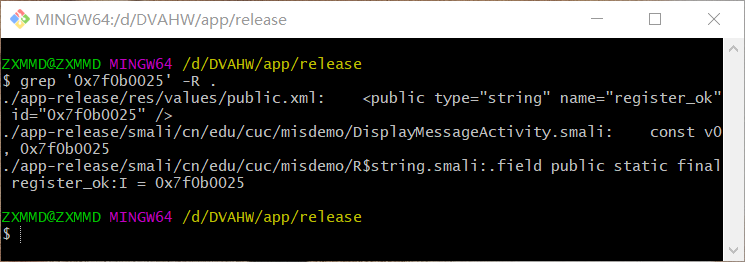 MINGW64:/d/DVAHW/app/release
ZXMMD@ZXMMD MINGW64 /d/DVAHW/app/release
$ grep '0x7f0b0025' -R .
./app-release/res/values/public.xml:    <public type="string" name="register_ok"
 id="0x7f0b0025" />
./app-release/smali/cn/edu/cuc/misdemo/DisplayMessageActivity.smali:    const v0
, 0x7f0b0025
./app-release/smali/cn/edu/cuc/misdemo/R$string.smali:.field public static final
 register_ok:I = 0x7f0b0025
ZXMMD@ZXMMD MINGW64 /d/DVAHW/app/release
$